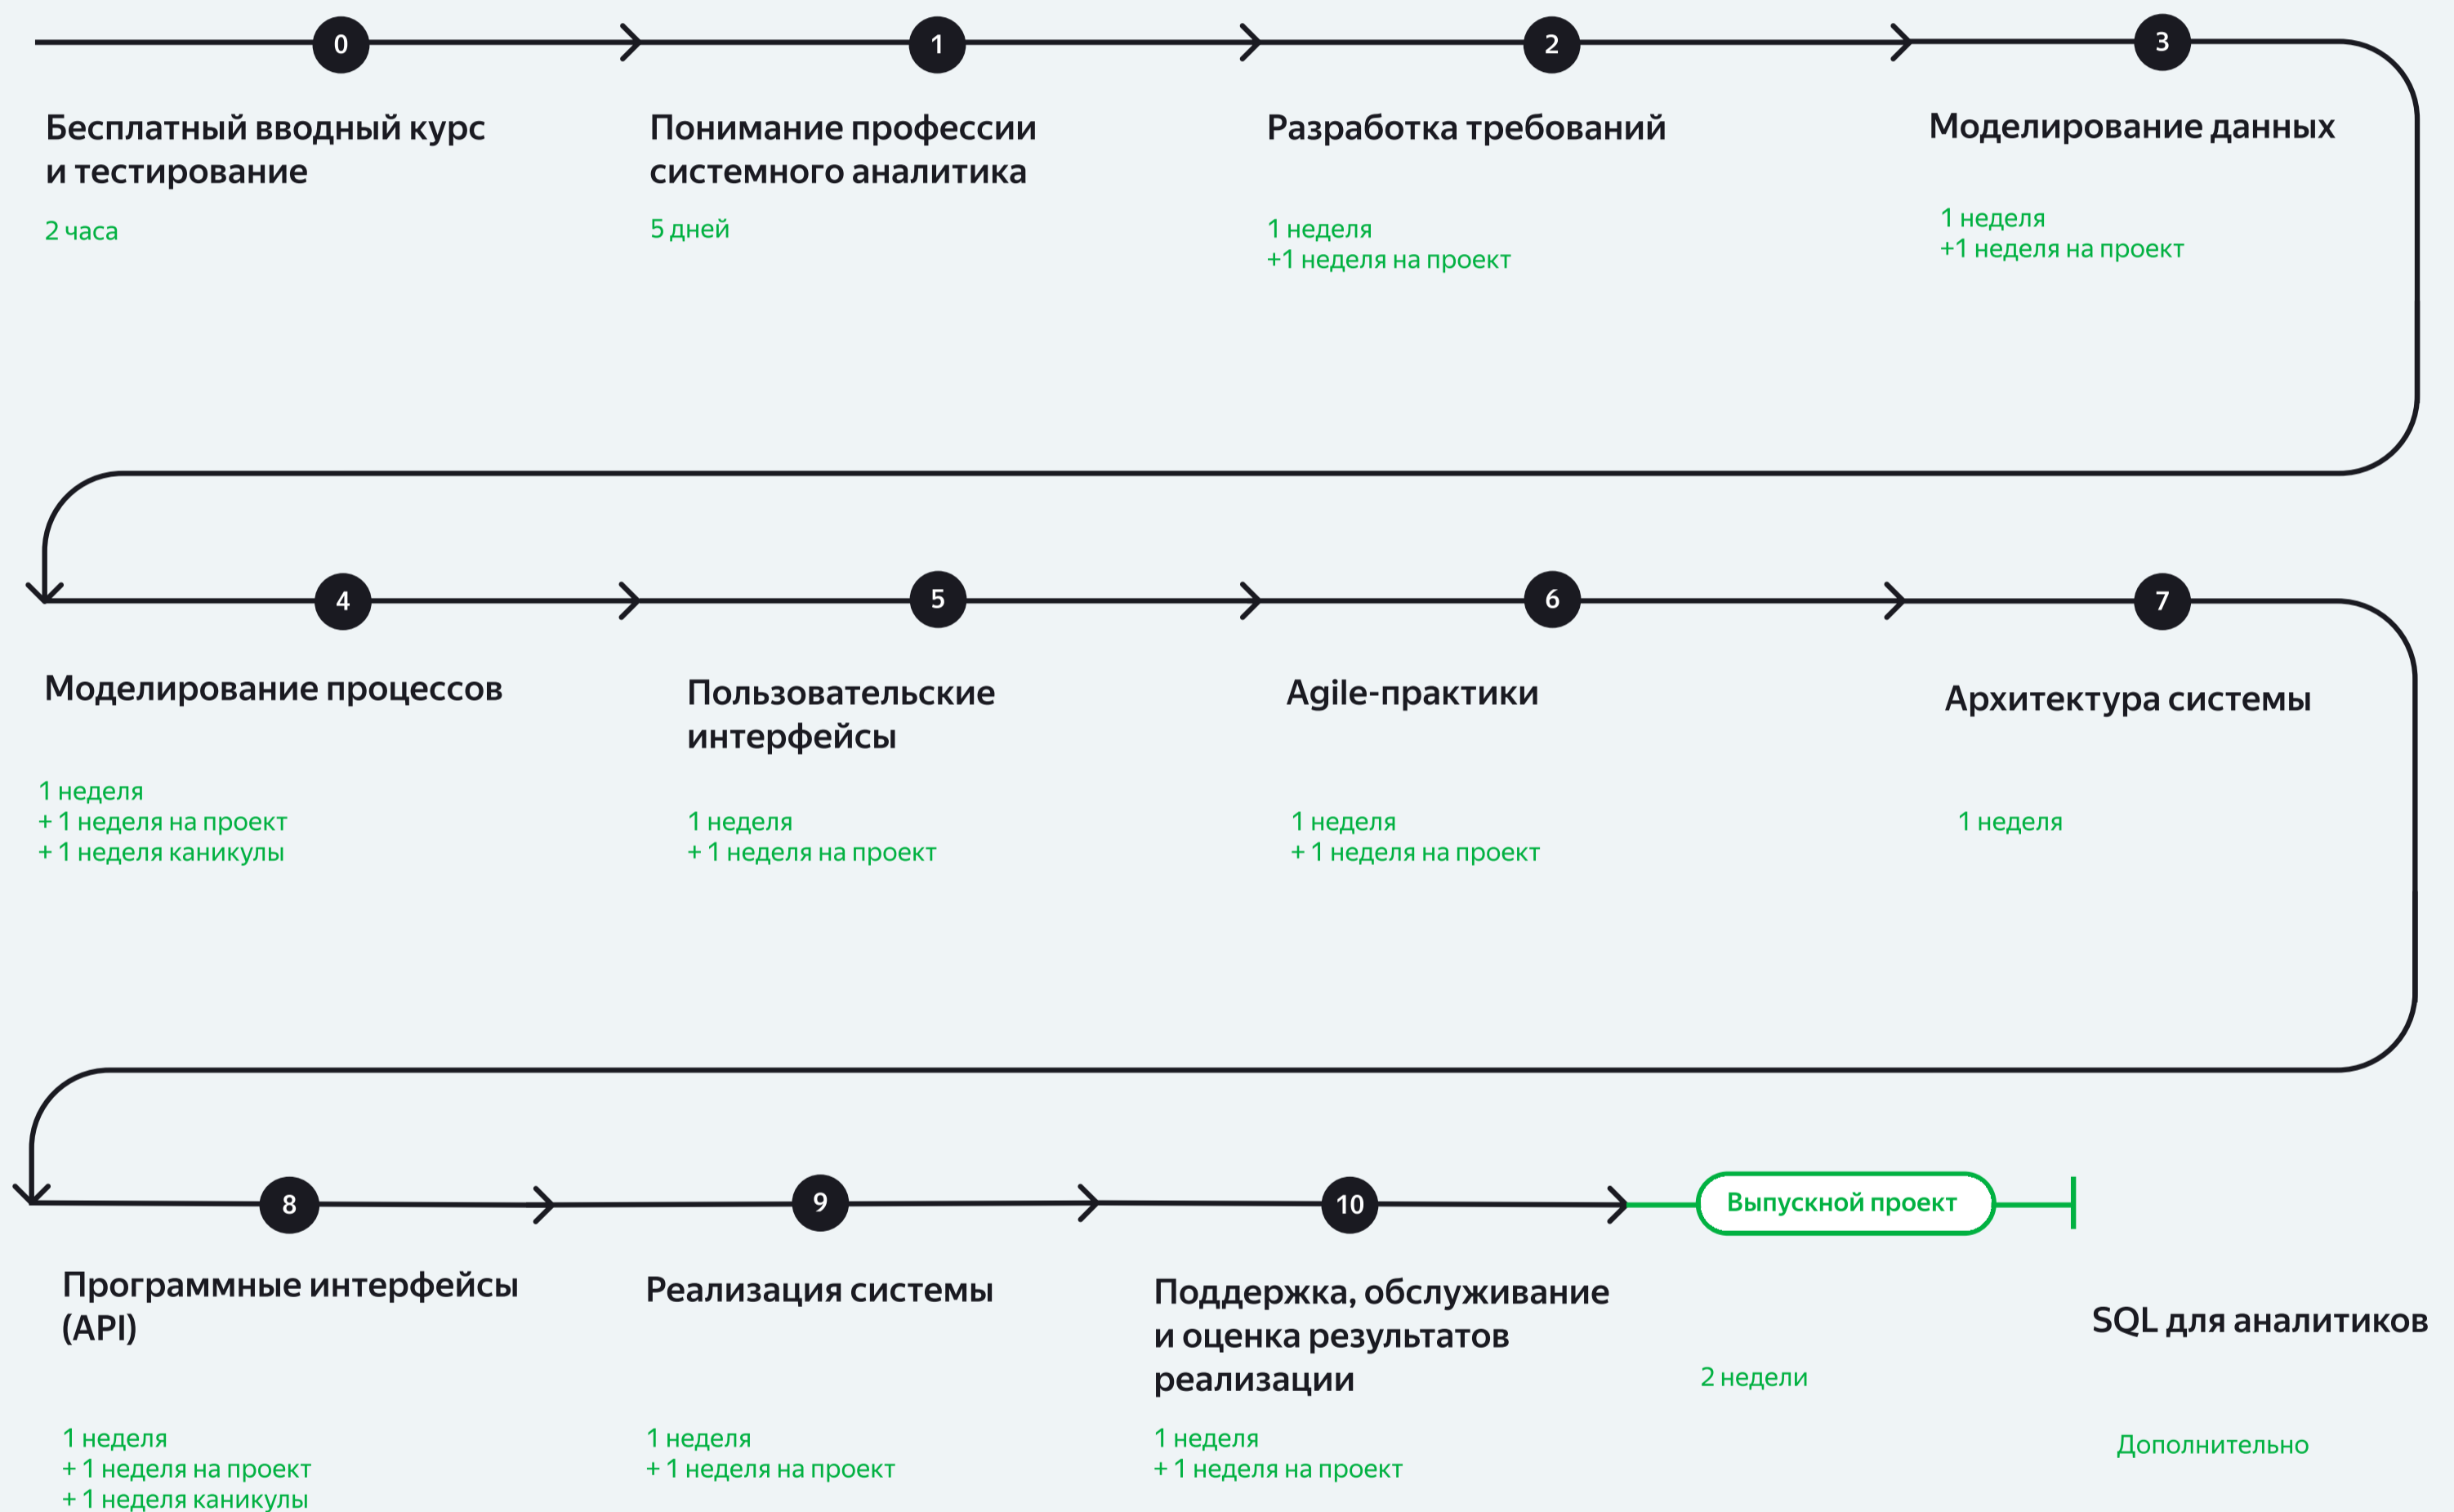 0
1
2
3
Бесплатный вводный курс
и тестирование
2 часа
Понимание профессии
системного аналитика
5 дней
Разработка требований
1 неделя
+1 неделя на проект
Моделирование данных
1 неделя
+1 неделя на проект
4
5
6
7
Моделирование процессов
1 неделя
+ 1 неделя на проект
+ 1 неделя каникулы
Пользовательские
интерфейсы
1 неделя
+ 1 неделя на проект
Agile-практики
1 неделя
+ 1 неделя на проект
Архитектура системы
1 неделя
8
9
10
Выпускной проект
Программные интерфейсы
(API)
1 неделя
+ 1 неделя на проект
+ 1 неделя каникулы
Реализация системы
1 неделя
+ 1 неделя на проект
Поддержка, обслуживание
и оценка результатов
реализации
1 неделя
+ 1 неделя на проект
2 недели
SQL для аналитиков
Дополнительно